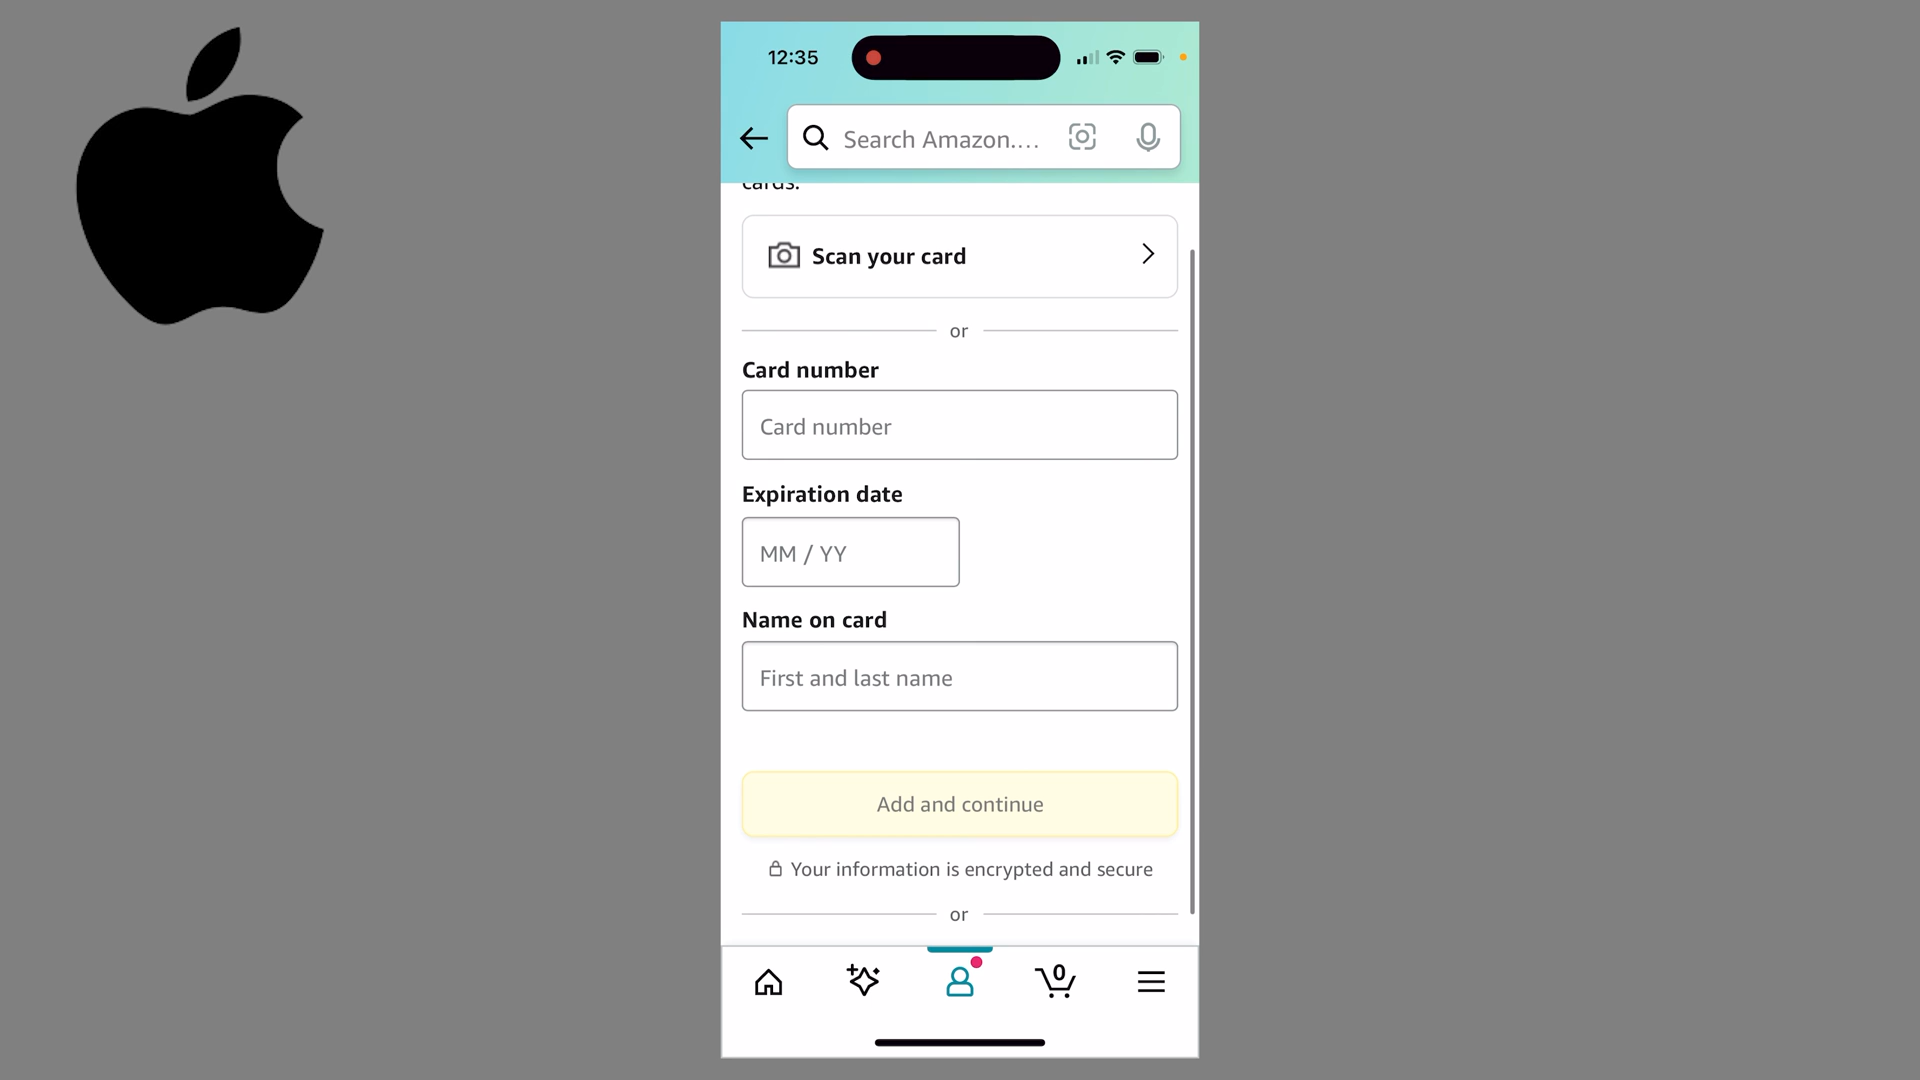 12:35
Search Amazon....
cards.
Scan your card
or
Card number
Card number
Expiration date
MM / YY
Name on card
First and last name
Add and continue
Your information is encrypted and secure
or
0